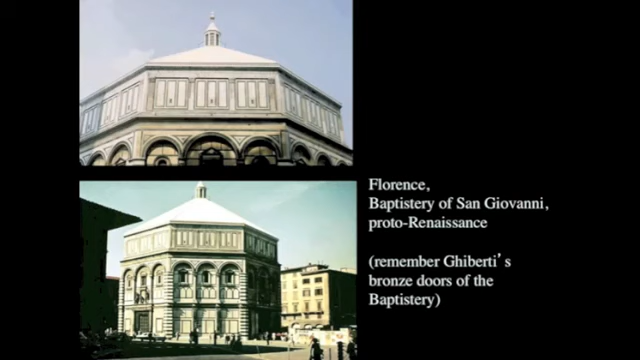 Florence,
Baptistery of San Giovanni,
proto-Renaissance
(remember Ghiberti’s
bronze doors of the
Baptistery)